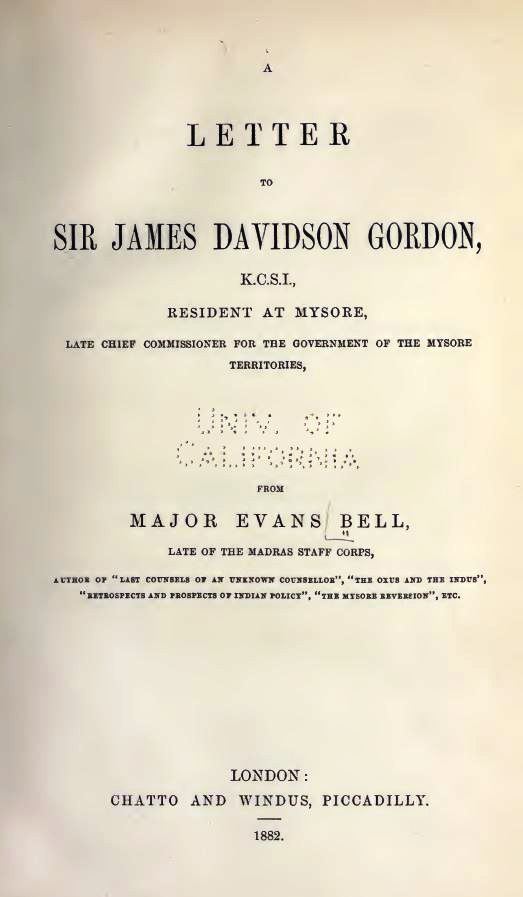 A
LETTER
TO
SIR JAMES DAVIDSON GORDON,
K.C.S.I.,
RESIDENT AT MYSORE,
LATE CHIEF COMMISSIONER FOR THE GOVERNMENT OF THE MYSORE
TERRITORIES,
UNIV. OF
CALIFORNIA
FROM
MAJOR EVANS BELL,
LATE OF THE MADRAS STAFF CORPS,
AUTHOR OF "LAST COUNSELS OF AN UNKNOWN COUNSELLOR", "THE OXUS AND THE INDUS",
"RETROSPECTS AND PROSPECTS OF INDIAN POLICY", "THE MYSORE REVERSION", ETC.
LONDON:
CHATTO AND WINDUS, PICCADILLY.
1882.